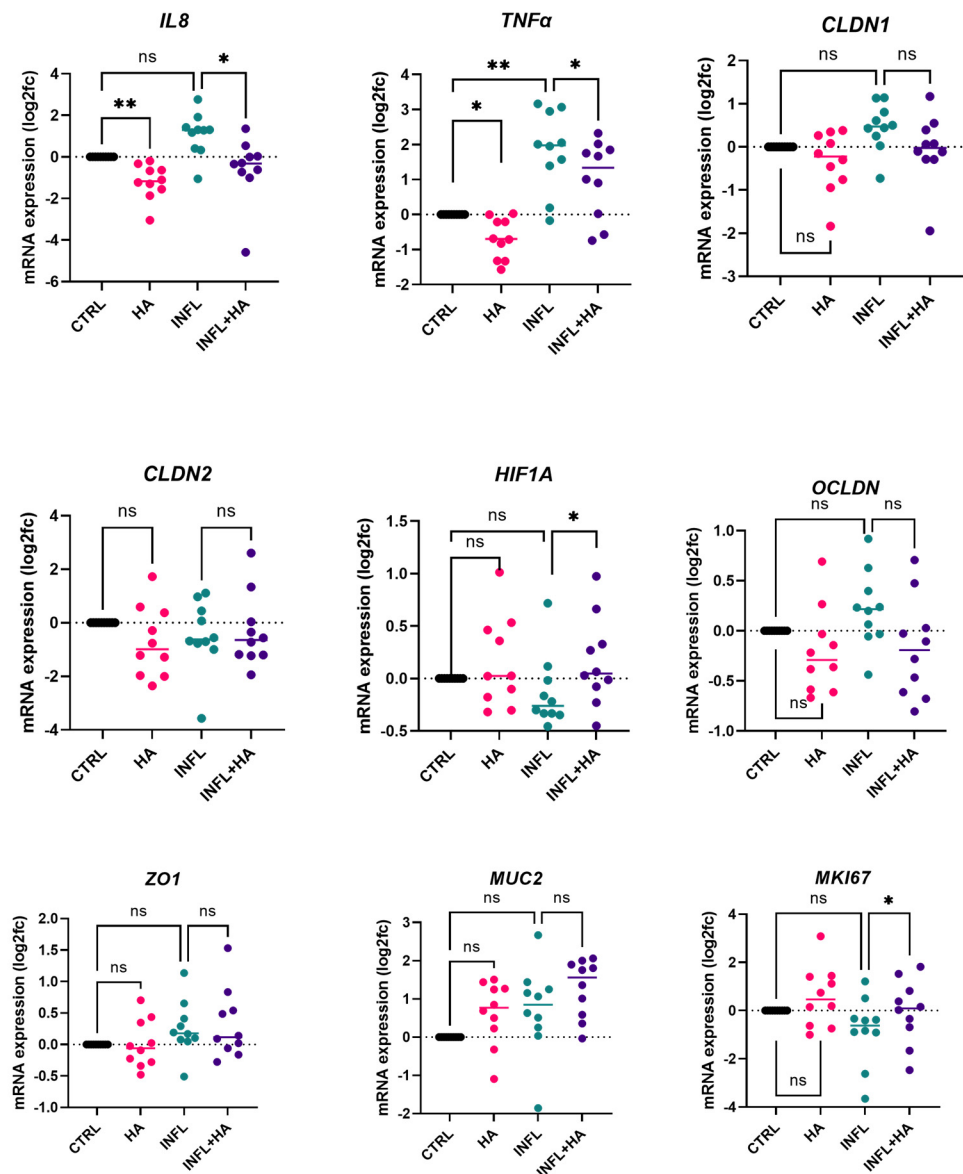 IL8
ns
*
**
mRNA expression (log2fc)
4
2
0
-2
-4
-6
CTRL
HA
INFL
INFL+HA
TNFα
**
*
*
mRNA expression (log2fc)
4
3
2
1
0
-1
-2
CTRL
HA
INFL
INFL+HA
CLDN1
ns
ns
ns
mRNA expression (log2fc)
2
1
0
-1
-2
-3
CTRL
HA
INFL
INFL+HA
CLDN2
ns
ns
mRNA expression (log2fc)
4
2
0
-2
-4
CTRL
HA
INFL
INFL+HA
HIF1A
ns
*
ns
mRNA expression (log2fc)
1.5
1.0
0.5
0.0
-0.5
CTRL
HA
INFL
INFL+HA
OCLDN
ns
ns
ns
mRNA expression (log2fc)
1.0
0.5
0.0
-0.5
-1.0
CTRL
HA
INFL
INFL+HA
ZO1
ns
ns
ns
mRNA expression (log2fc)
2.0
1.5
1.0
0.5
0.0
-0.5
-1.0
CTRL
HA
INFL
INFL+HA
MUC2
ns
ns
ns
mRNA expression (log2fc)
3
2
1
0
-1
-2
CTRL
HA
INFL
INFL+HA
MKI67
ns
*
ns
mRNA expression (log2fc)
4
2
0
-2
-4
CTRL
HA
INFL
INFL+HA